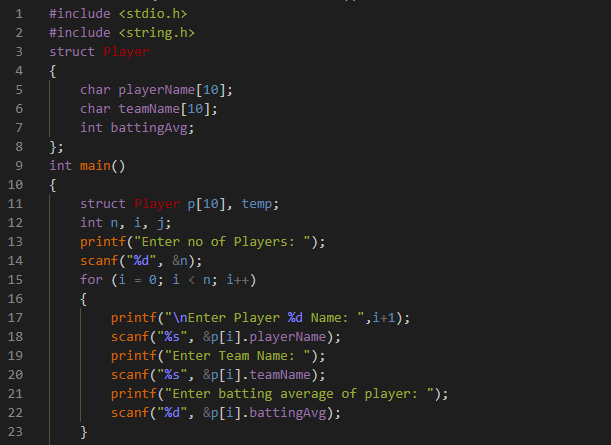 1 #include <stdio.h>
2 #include <string.h>
3 struct Player
4 {
5     char playerName[10];
6     char teamName[10];
7     int battingAvg;
8 };
9 int main()
10 {
11     struct Player p[10], temp;
12     int n, i, j;
13     printf("Enter no of Players: ");
14     scanf("%d", &n);
15     for (i = 0; i < n; i++)
16     {
17         printf("\nEnter Player %d Name: ",i+1);
18         scanf("%s", &p[i].playerName);
19         printf("Enter Team Name: ");
20         scanf("%s", &p[i].teamName);
21         printf("Enter batting average of player: ");
22         scanf("%d", &p[i].battingAvg);
23     }